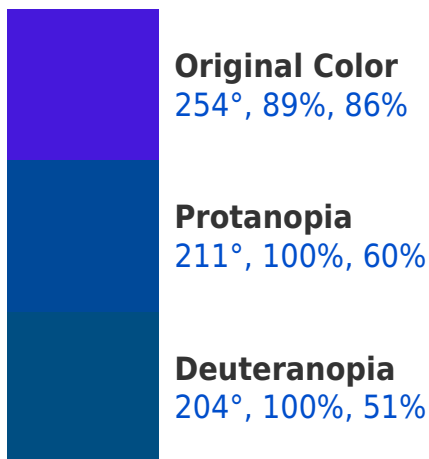 Original Color
254°, 89%, 86%
Protanopia
211°, 100%, 60%
Deuteranopia
204°, 100%, 51%